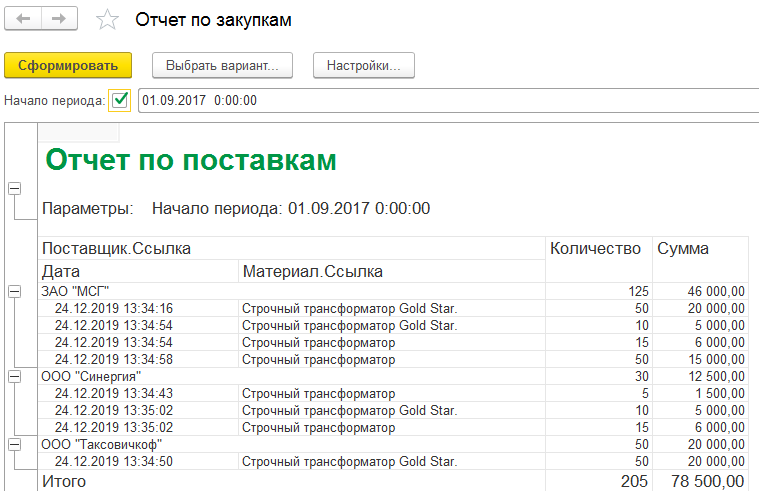 Отчет по закупкам
Сформировать Выбрать вариант... Настройки...
Начало периода: 01.09.2017 0:00:00
Отчет по поставкам
Параметры: Начало периода: 01.09.2017 0:00:00
Поставщик.Ссылка Количество Сумма
Дата Материал.Ссылка
ЗАО "МСГ" 125 46 000,00
24.12.2019 13:34:16 Строчный трансформатор Gold Star. 50 20 000,00
24.12.2019 13:34:54 Строчный трансформатор Gold Star. 10 5 000,00
24.12.2019 13:34:54 Строчный трансформатор 15 6 000,00
24.12.2019 13:34:58 Строчный трансформатор 50 15 000,00
ООО "Синергия" 30 12 500,00
24.12.2019 13:34:43 Строчный трансформатор 5 1 500,00
24.12.2019 13:35:02 Строчный трансформатор Gold Star. 10 5 000,00
24.12.2019 13:35:02 Строчный трансформатор 15 6 000,00
ООО "Таксовичкоф" 50 20 000,00
24.12.2019 13:34:50 Строчный трансформатор Gold Star. 50 20 000,00
Итого 205 78 500,00